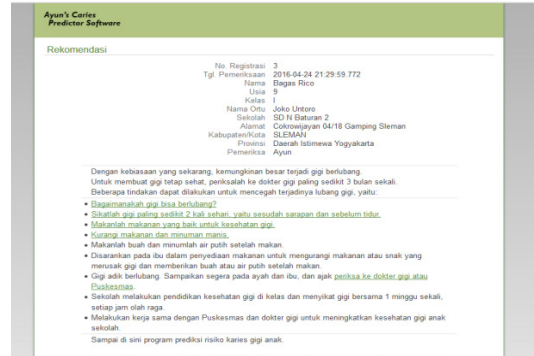 Ayun's Caries
Predictor Software
Rekomendasi
No. Registrasi 3
Tgl. Pemeriksaan 2016-04-24 21:29:59.772
Nama Bagas Rico
Usia 9
Kelas I
Nama Ortu Joko Untoro
Sekolah SD N Baturan 2
Alamat Cokrowijayan 04/18 Gamping Sleman
Kabupaten/Kota SLEMAN
Provinsi Daerah Istimewa Yogyakarta
Pemeriksa Ayun
Dengan kebiasaan yang sekarang, kemungkinan besar terjadi gigi berlubang.
Untuk membuat gigi tetap sehat, periksalah ke dokter gigi paling sedikit 3 bulan sekali.
Beberapa tindakan dapat dilakukan untuk mencegah terjadinya lubang gigi, yaitu:
• Bagaimanakah gigi bisa berlubang?
• Sikatlah gigi paling sedikit 2 kali sehari, yaitu sesudah sarapan dan sebelum tidur.
• Makanlah makanan yang baik untuk kesehatan gigi.
• Kurangi makanan dan minuman manis.
• Makanlah buah dan minumlah air putih setelah makan.
• Disarankan pada ibu dalam penyediaan makanan untuk mengurangi makanan atau snak yang
merusak gigi dan memberikan buah atau air putih setelah makan.
• Gigi adik berlubang. Sampaikan segera pada ayah dan ibu, dan ajak periksa ke dokter gigi atau
Puskesmas.
• Sekolah melakukan pendidikan kesehatan gigi di kelas dan menyikat gigi bersama 1 minggu sekali,
setiap jam olah raga.
• Melakukan kerja sama dengan Puskesmas dan dokter gigi untuk meningkatkan kesehatan gigi anak
sekolah.
Sampai di sini program prediksi risiko karies gigi anak.